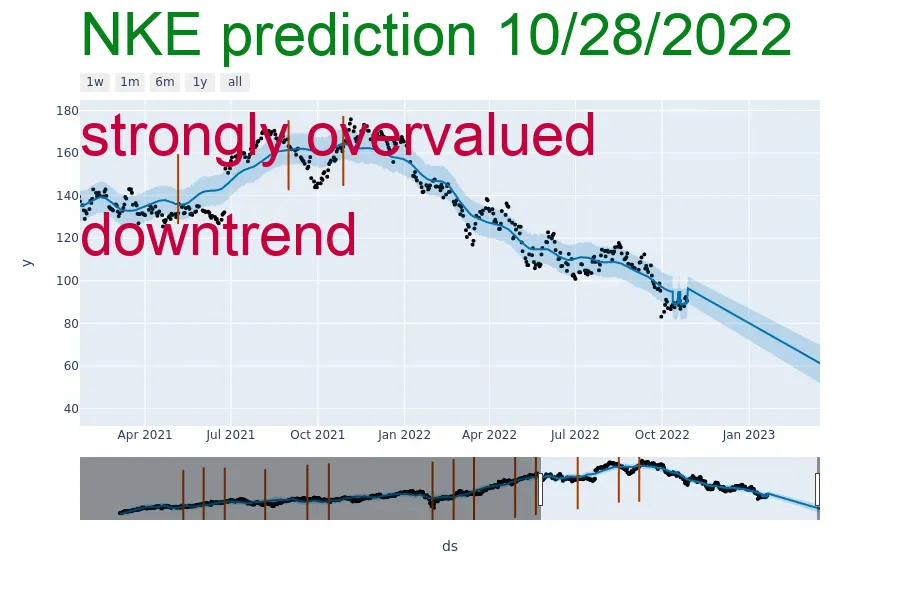 NKE prediction 10/28/2022
1w 1m 6m 1y all
strongly overvalued
downtrend
180
160
140
120
100
80
60
40
y
Apr 2021 Jul 2021 Oct 2021 Jan 2022 Apr 2022 Jul 2022 Oct 2022 Jan 2023
ds